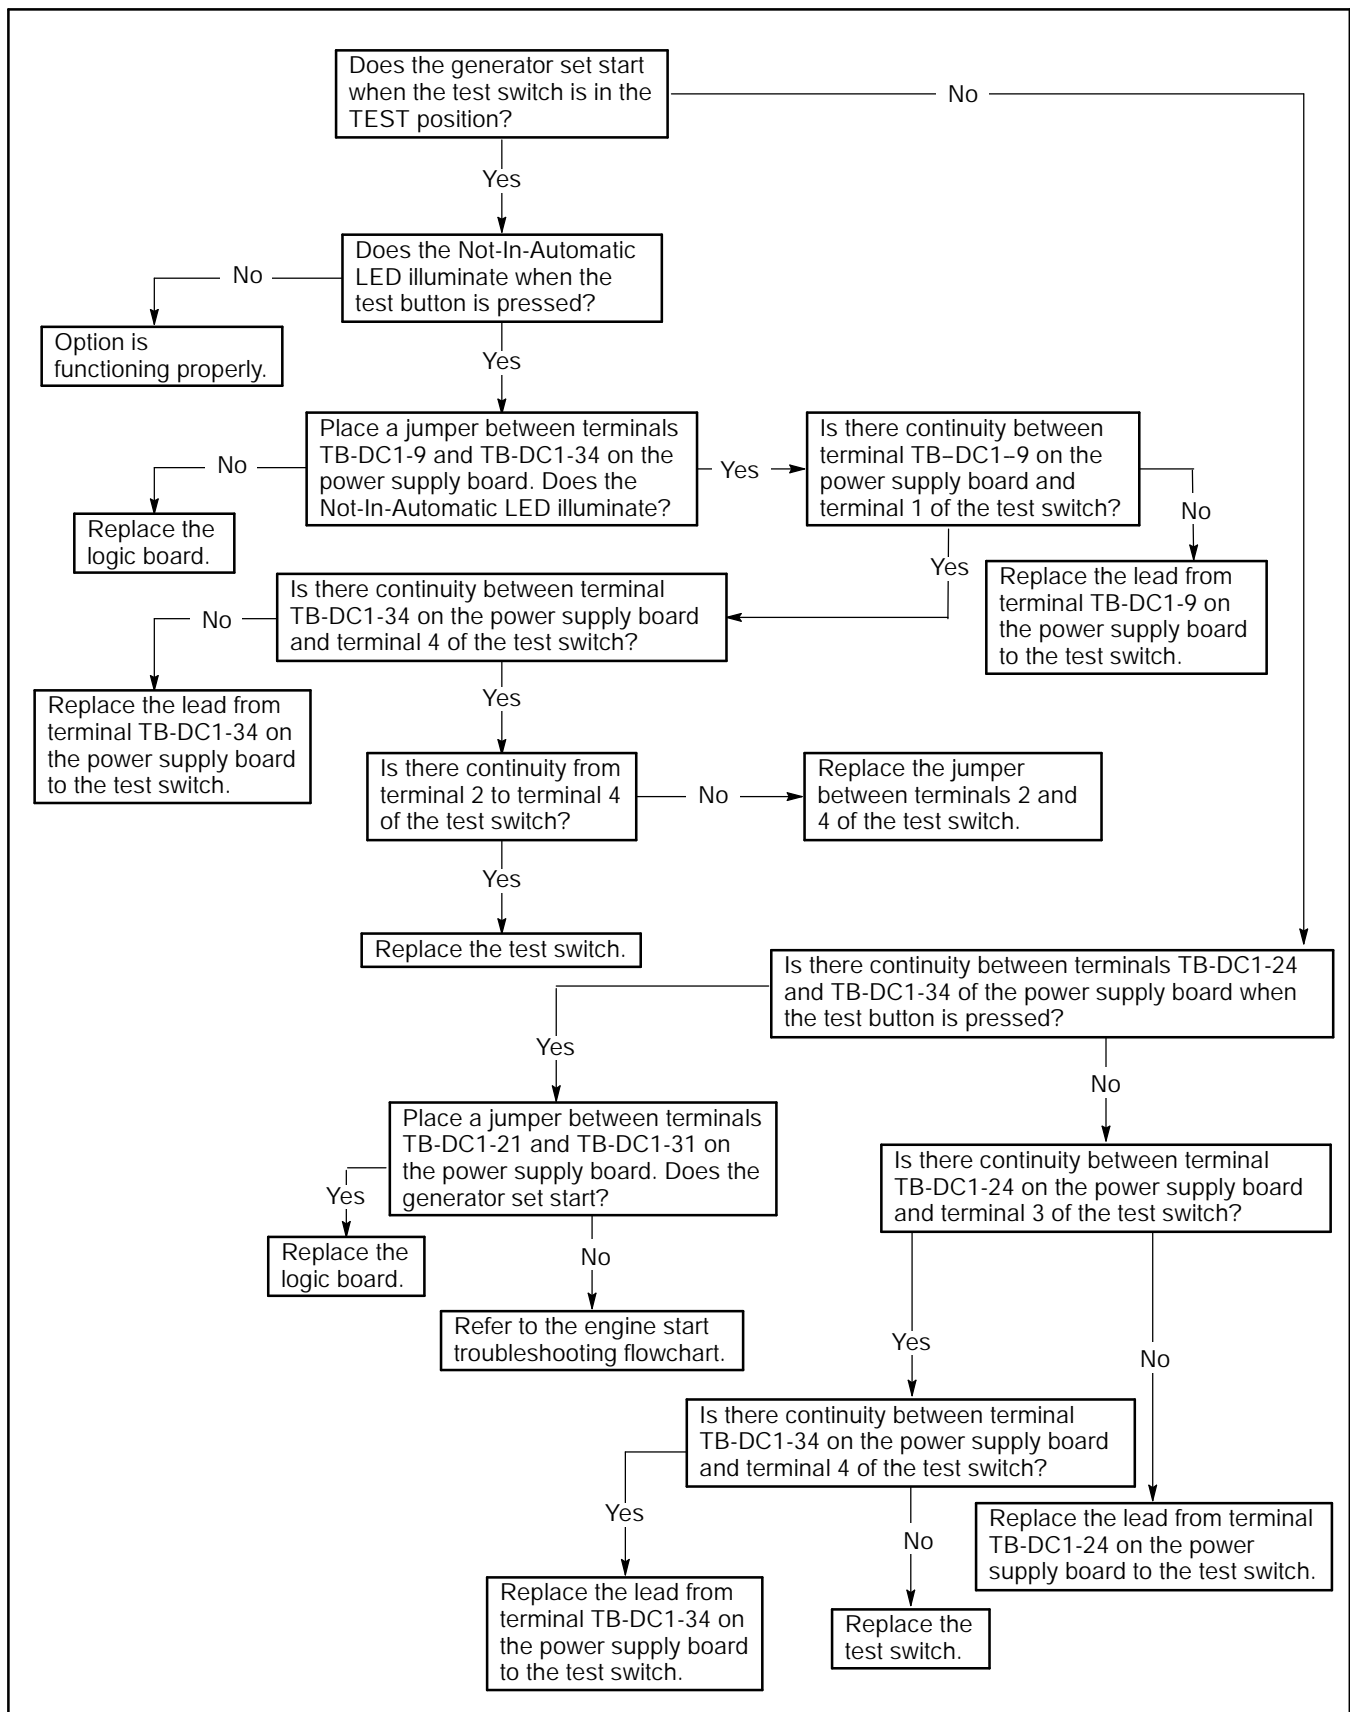 Does the generator set start
when the test switch is in the
TEST position?
No
Yes
Does the Not-In-Automatic
LED illuminate when the
test button is pressed?
No
Option is
functioning properly.
Yes
Place a jumper between terminals
TB-DC1-9 and TB-DC1-34 on the
power supply board. Does the
Not-In-Automatic LED illuminate?
No
Replace the
logic board.
Yes
Is there continuity between
terminal TB–DC1–9 on the
power supply board and
terminal 1 of the test switch?
No
Replace the lead from
terminal TB-DC1-9 on
the power supply board
to the test switch.
Yes
Is there continuity between terminal
TB-DC1-34 on the power supply board
and terminal 4 of the test switch?
No
Replace the lead from
terminal TB-DC1-34 on
the power supply board
to the test switch.
Yes
Is there continuity from
terminal 2 to terminal 4
of the test switch?
No
Replace the jumper
between terminals 2 and
4 of the test switch.
Yes
Replace the test switch.
Is there continuity between terminals TB-DC1-24
and TB-DC1-34 of the power supply board when
the test button is pressed?
Yes
Place a jumper between terminals
TB-DC1-21 and TB-DC1-31 on
the power supply board. Does the
generator set start?
Yes
Replace the
logic board.
No
Refer to the engine start
troubleshooting flowchart.
No
Is there continuity between terminal
TB-DC1-24 on the power supply board
and terminal 3 of the test switch?
Yes
No
Is there continuity between terminal
TB-DC1-34 on the power supply board
and terminal 4 of the test switch?
Yes
No
Replace the lead from terminal
TB-DC1-24 on the power
supply board to the test switch.
Replace the lead from
terminal TB-DC1-34 on
the power supply board
to the test switch.
Replace the
test switch.